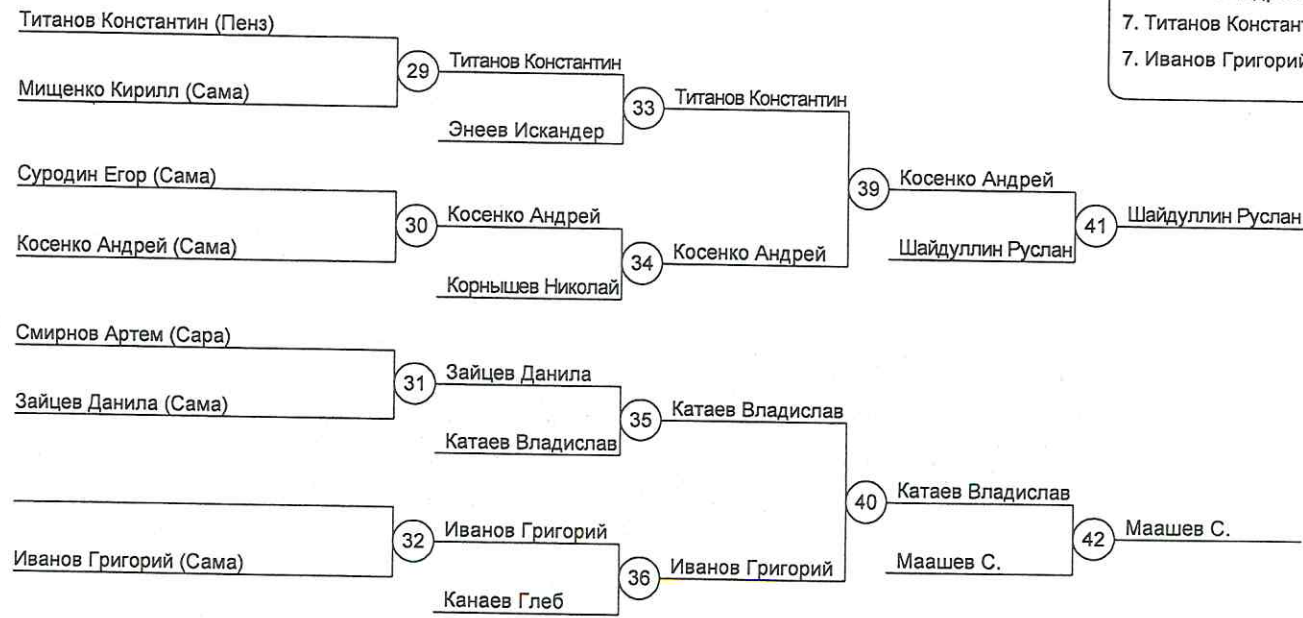 7. Титанов Констан
7. Иванов Григорий
Титанов Константин (Пенз)
29
Мищенко Кирилл (Сама)
Титанов Константин
33
Энеев Искандер
Титанов Константин
Суродин Егор (Сама)
30
Косенко Андрей (Сама)
Косенко Андрей
34
Корнышев Николай
Косенко Андрей
39
Косенко Андрей
41
Шайдуллин Руслан
Шайдуллин Руслан
Смирнов Артем (Сара)
31
Зайцев Данила (Сама)
Зайцев Данила
35
Катаев Владислав
Катаев Владислав
32
Иванов Григорий (Сама)
Иванов Григорий
36
Канаев Глеб
Иванов Григорий
40
Катаев Владислав
42
Маашев С.
Маашев С.